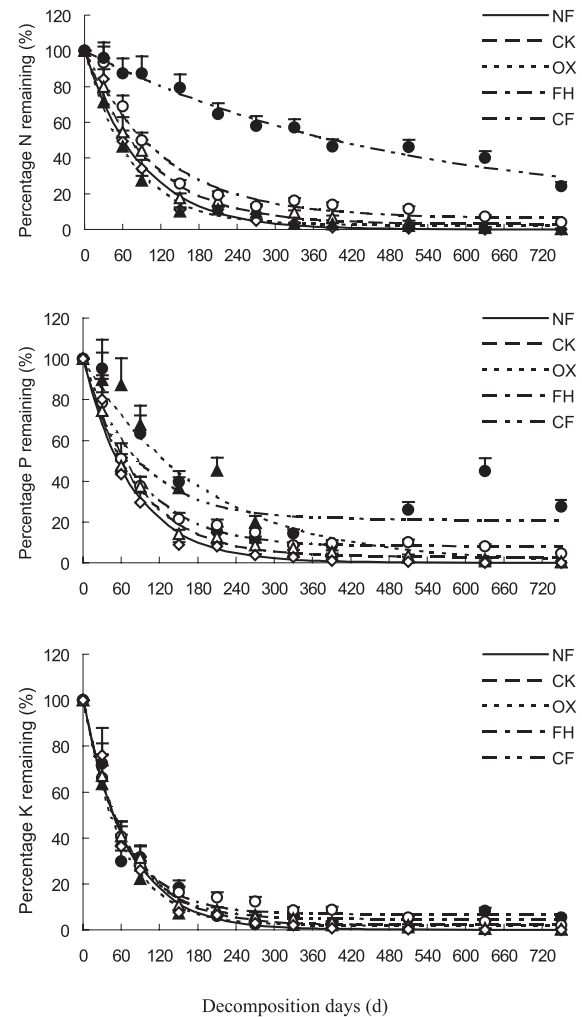 Percentage N remaining (%)
120
100
80
60
40
20
0
0 60 120 180 240 300 360 420 480 540 600 660 720
NF
CK
OX
FH
CF
Percentage P remaining (%)
120
100
80
60
40
20
0
0 60 120 180 240 300 360 420 480 540 600 660 720
NF
CK
OX
FH
CF
Percentage K remaining (%)
120
100
80
60
40
20
0
0 60 120 180 240 300 360 420 480 540 600 660 720
NF
CK
OX
FH
CF
Decomposition days (d)